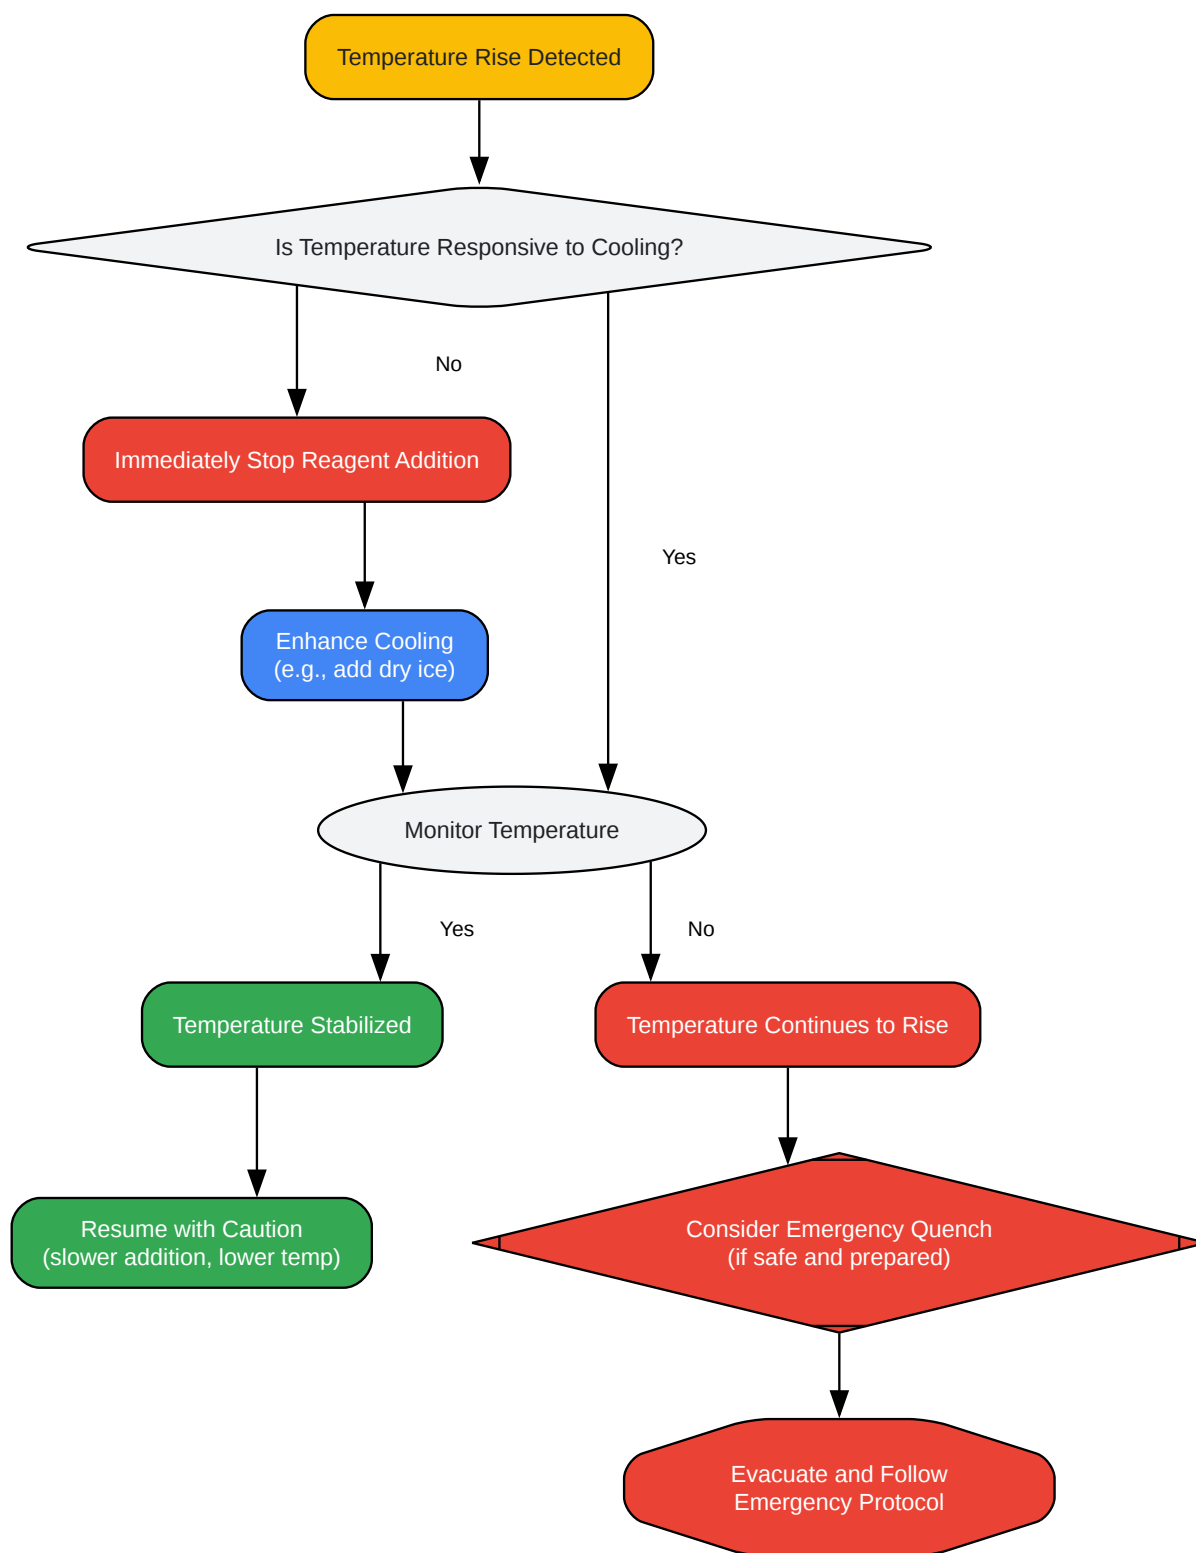 Temperature Rise Detected
Is Temperature Responsive to Cooling?
No
Immediately Stop Reagent Addition
Yes
Enhance Cooling
(e.g., add dry ice)
Monitor Temperature
Yes
No
Temperature Stabilized
Temperature Continues to Rise
Resume with Caution
(slower addition, lower temp)
Consider Emergency Quench
(if safe and prepared)
Evacuate and Follow
Emergency Protocol